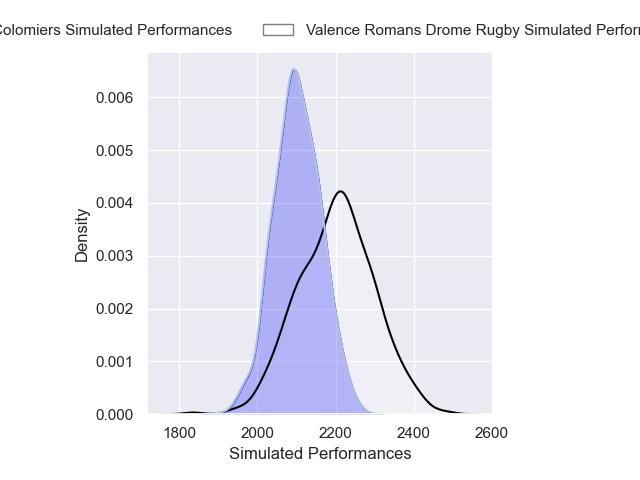 Colomiers Simulated Performances Valence Romans Drome Rugby Simulated Perfor
0.006
0.005
0.004
0.003
0.002
0.001
0.000
Density
1800 2000 2200 2400 2600
Simulated Performances